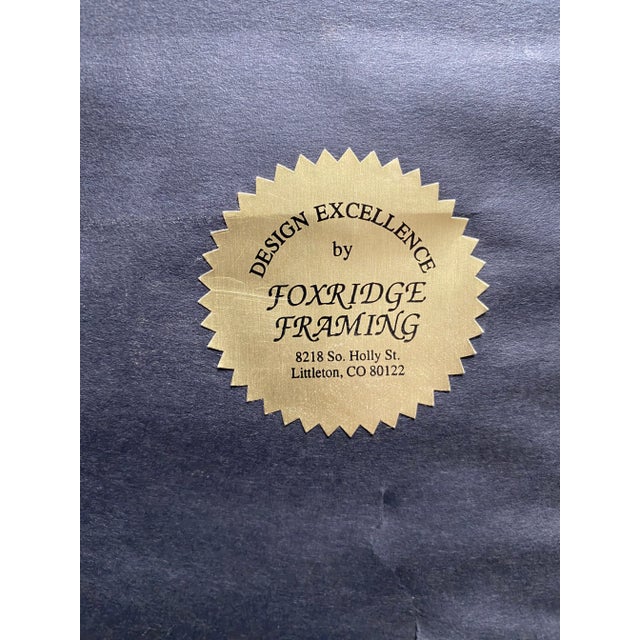 DESIGN EXCELLENCE
by
FOXRIDGE
FRAMING
8218 So. Holly St.
Littleton, CO 80122